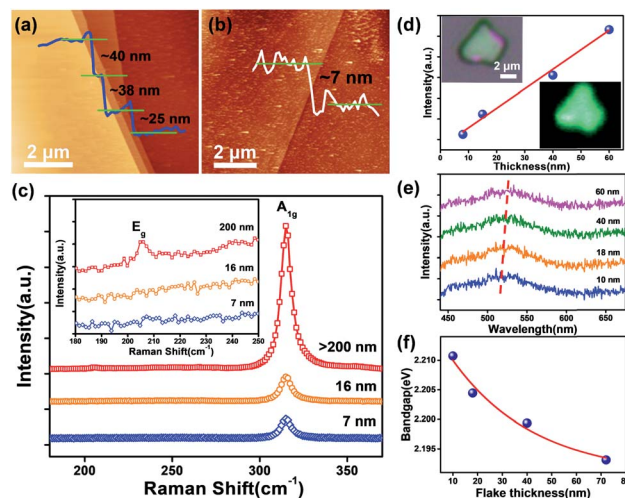 (a)
~40 nm
~38 nm
~25 nm
2 μm
(b)
~7 nm
2 μm
(c)
Intensity(a.u.)
A1g
>200 nm
16 nm
7 nm
200
250
300
350
Raman Shift(cm-1)
Intensity(a.u.)
Eg
200 nm
16 nm
7 nm
180 190 200 210 220 230 240 250
Raman Shift(cm-1)
(d)
Intensity(a.u.)
2 μm
0 10 20 30 40 50 60
Thickness(nm)
(e)
Intensity(a.u.)
60 nm
40 nm
18 nm
10 nm
450 500 550 600 650
Wavelength(nm)
(f)
Bandgap(eV)
2.210
2.205
2.200
2.195
10 20 30 40 50 60 70 80
Flake thickness(nm)